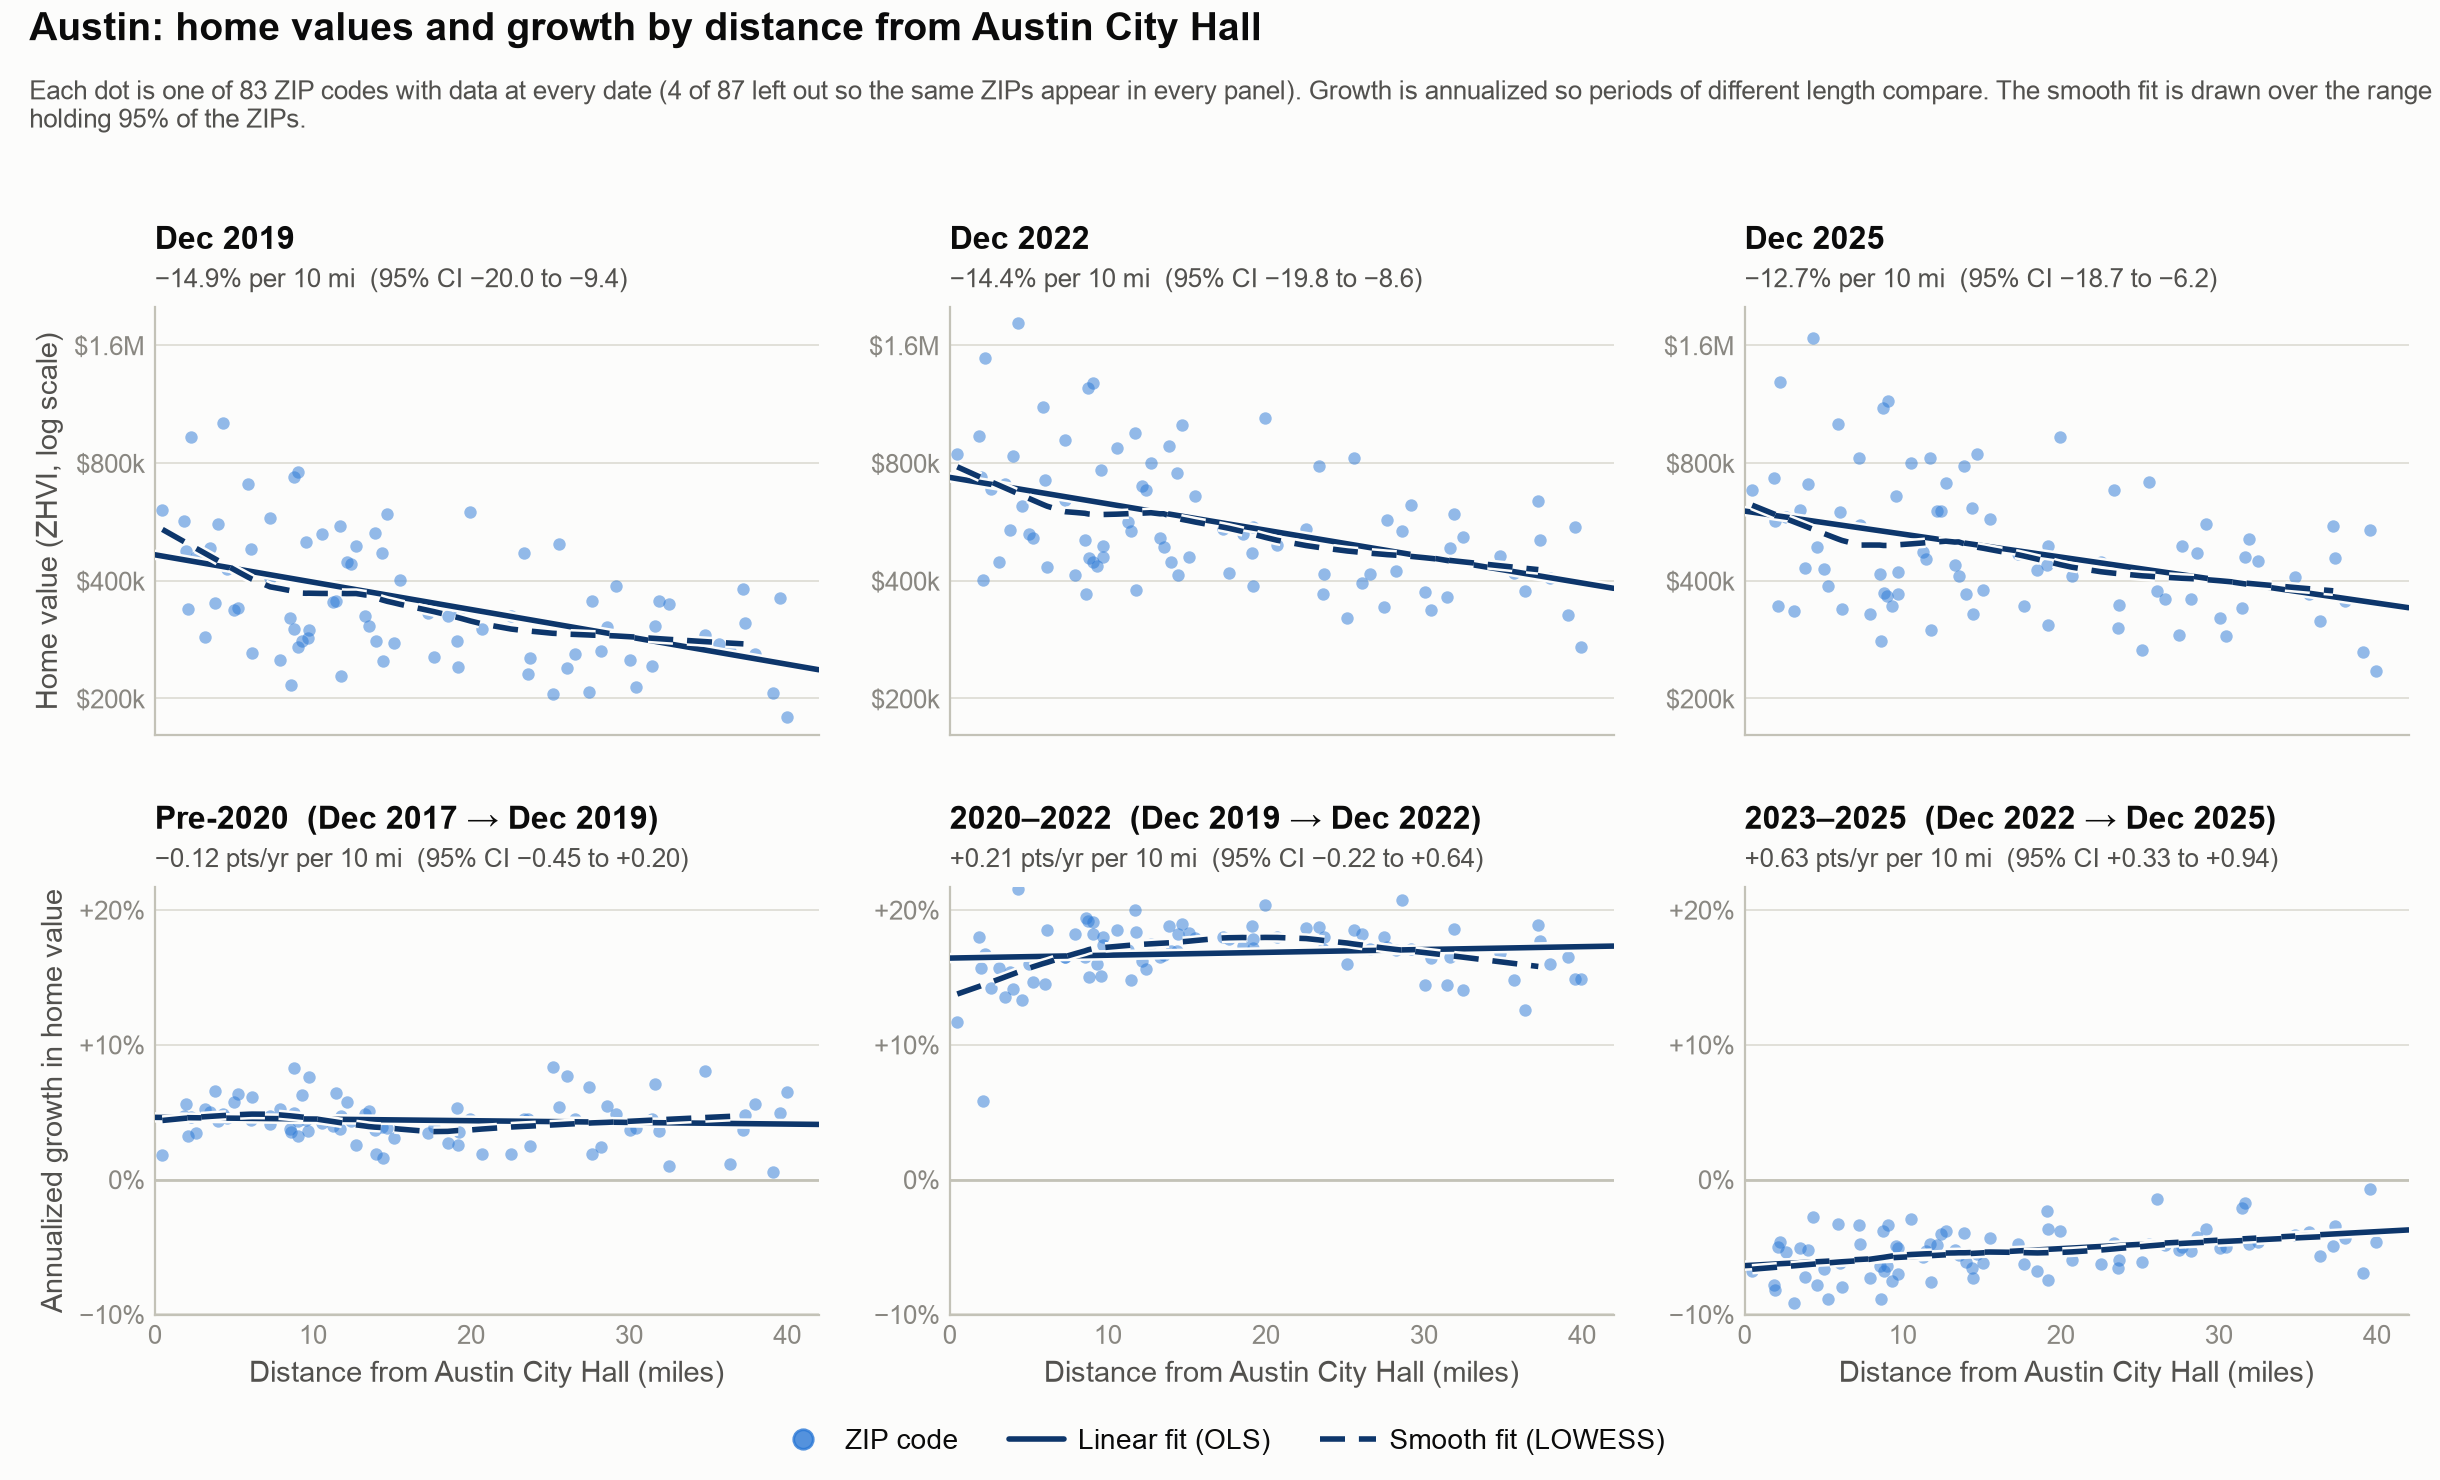 Austin: home values and growth by distance from Austin City Hall
Each dot is one of 83 ZIP codes with data at every date (4 of 87 left out so the same ZIPs appear in every panel). Growth is annualized so periods of different length compare. The smooth fit is drawn over the range
holding 95% of the ZIPs.
Dec 2019
−14.9% per 10 mi (95% CI −20.0 to −9.4)
Home value (ZHVI, log scale)
$1.6M
$800k
$400k
$200k
Dec 2022
−14.4% per 10 mi (95% CI −19.8 to −8.6)
$1.6M
$800k
$400k
$200k
Dec 2025
−12.7% per 10 mi (95% CI −18.7 to −6.2)
$1.6M
$800k
$400k
$200k
Pre-2020 (Dec 2017 → Dec 2019)
−0.12 pts/yr per 10 mi (95% CI −0.45 to +0.20)
Annualized growth in home value
+20%
+10%
0%
−10%
0 10 20 30 40
Distance from Austin City Hall (miles)
2020–2022 (Dec 2019 → Dec 2022)
+0.21 pts/yr per 10 mi (95% CI −0.22 to +0.64)
+20%
+10%
0%
−10%
0 10 20 30 40
Distance from Austin City Hall (miles)
2023–2025 (Dec 2022 → Dec 2025)
+0.63 pts/yr per 10 mi (95% CI +0.33 to +0.94)
+20%
+10%
0%
−10%
0 10 20 30 40
Distance from Austin City Hall (miles)
ZIP code Linear fit (OLS) Smooth fit (LOWESS)